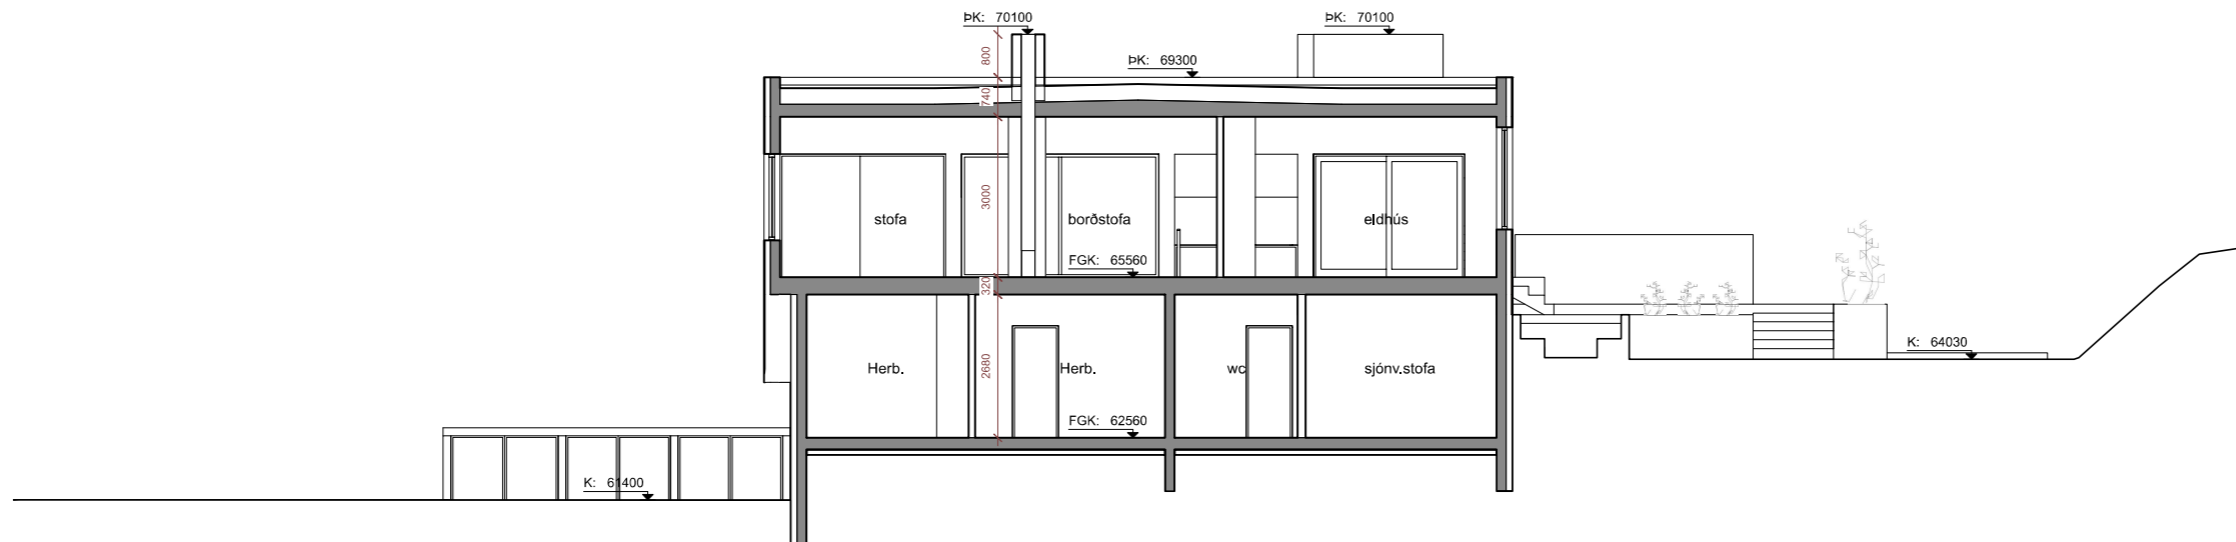 ÞK: 70100
ÞK: 70100
800
ÞK: 69300
740
3000
stofa
borðstofa
eldhús
FGK: 65560
320
K: 64030
2680
Herb.
Herb.
wc
sjónv.stofa
FGK: 62560
K: 61400